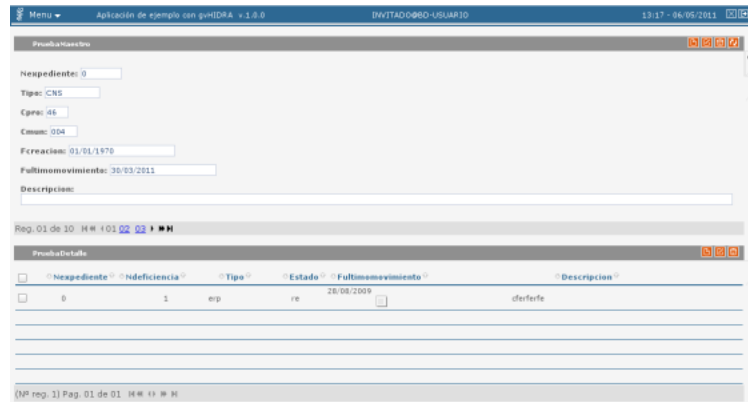 Menu
Aplicación de ejemplo con gvHIDRA v.1.0.0
INVITADO@BD-USUARIO
13:17 - 06/05/2011
PruebaMaestro
Nexpediente: 0
Tipo: CNS
Cpro: 46
Cmun: 004
Fcreacion: 01/01/1970
Fultimomovimiento: 30/03/2011
Descripcion:
Reg. 01 de 10 01 02 03
PruebaDetalle
Nexpediente Ndeficiencia Tipo Estado Fultimomovimiento Descripcion
0 1 erp re 28/08/2009 cferferfe
(Nº reg. 1) Pag. 01 de 01